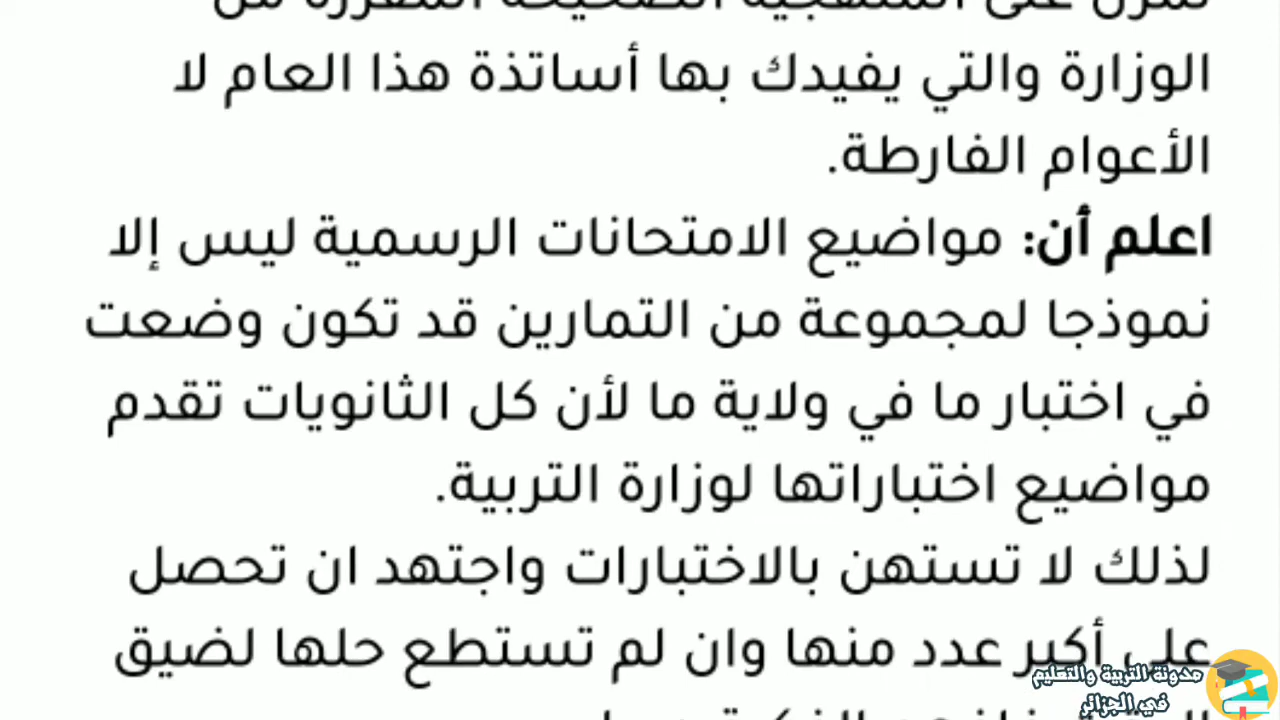 الوزارة والتي يفيدك بها أساتذة هذا العام لا
الأعوام الفارطة.
اعلم أن: مواضيع الامتحانات الرسمية ليس إلا
نموذجا لمجموعة من التمارين قد تكون وضعت
في اختبار ما في ولاية ما لأن كل الثانويات تقدم
مواضيع اختباراتها لوزارة التربية.
لذلك لا تستهن بالاختبارات واجتهد ان تحصل
على أكبر عدد منها وان لم تستطع حلها لضيق
مدونة التربية والتعليم
في الجزائر